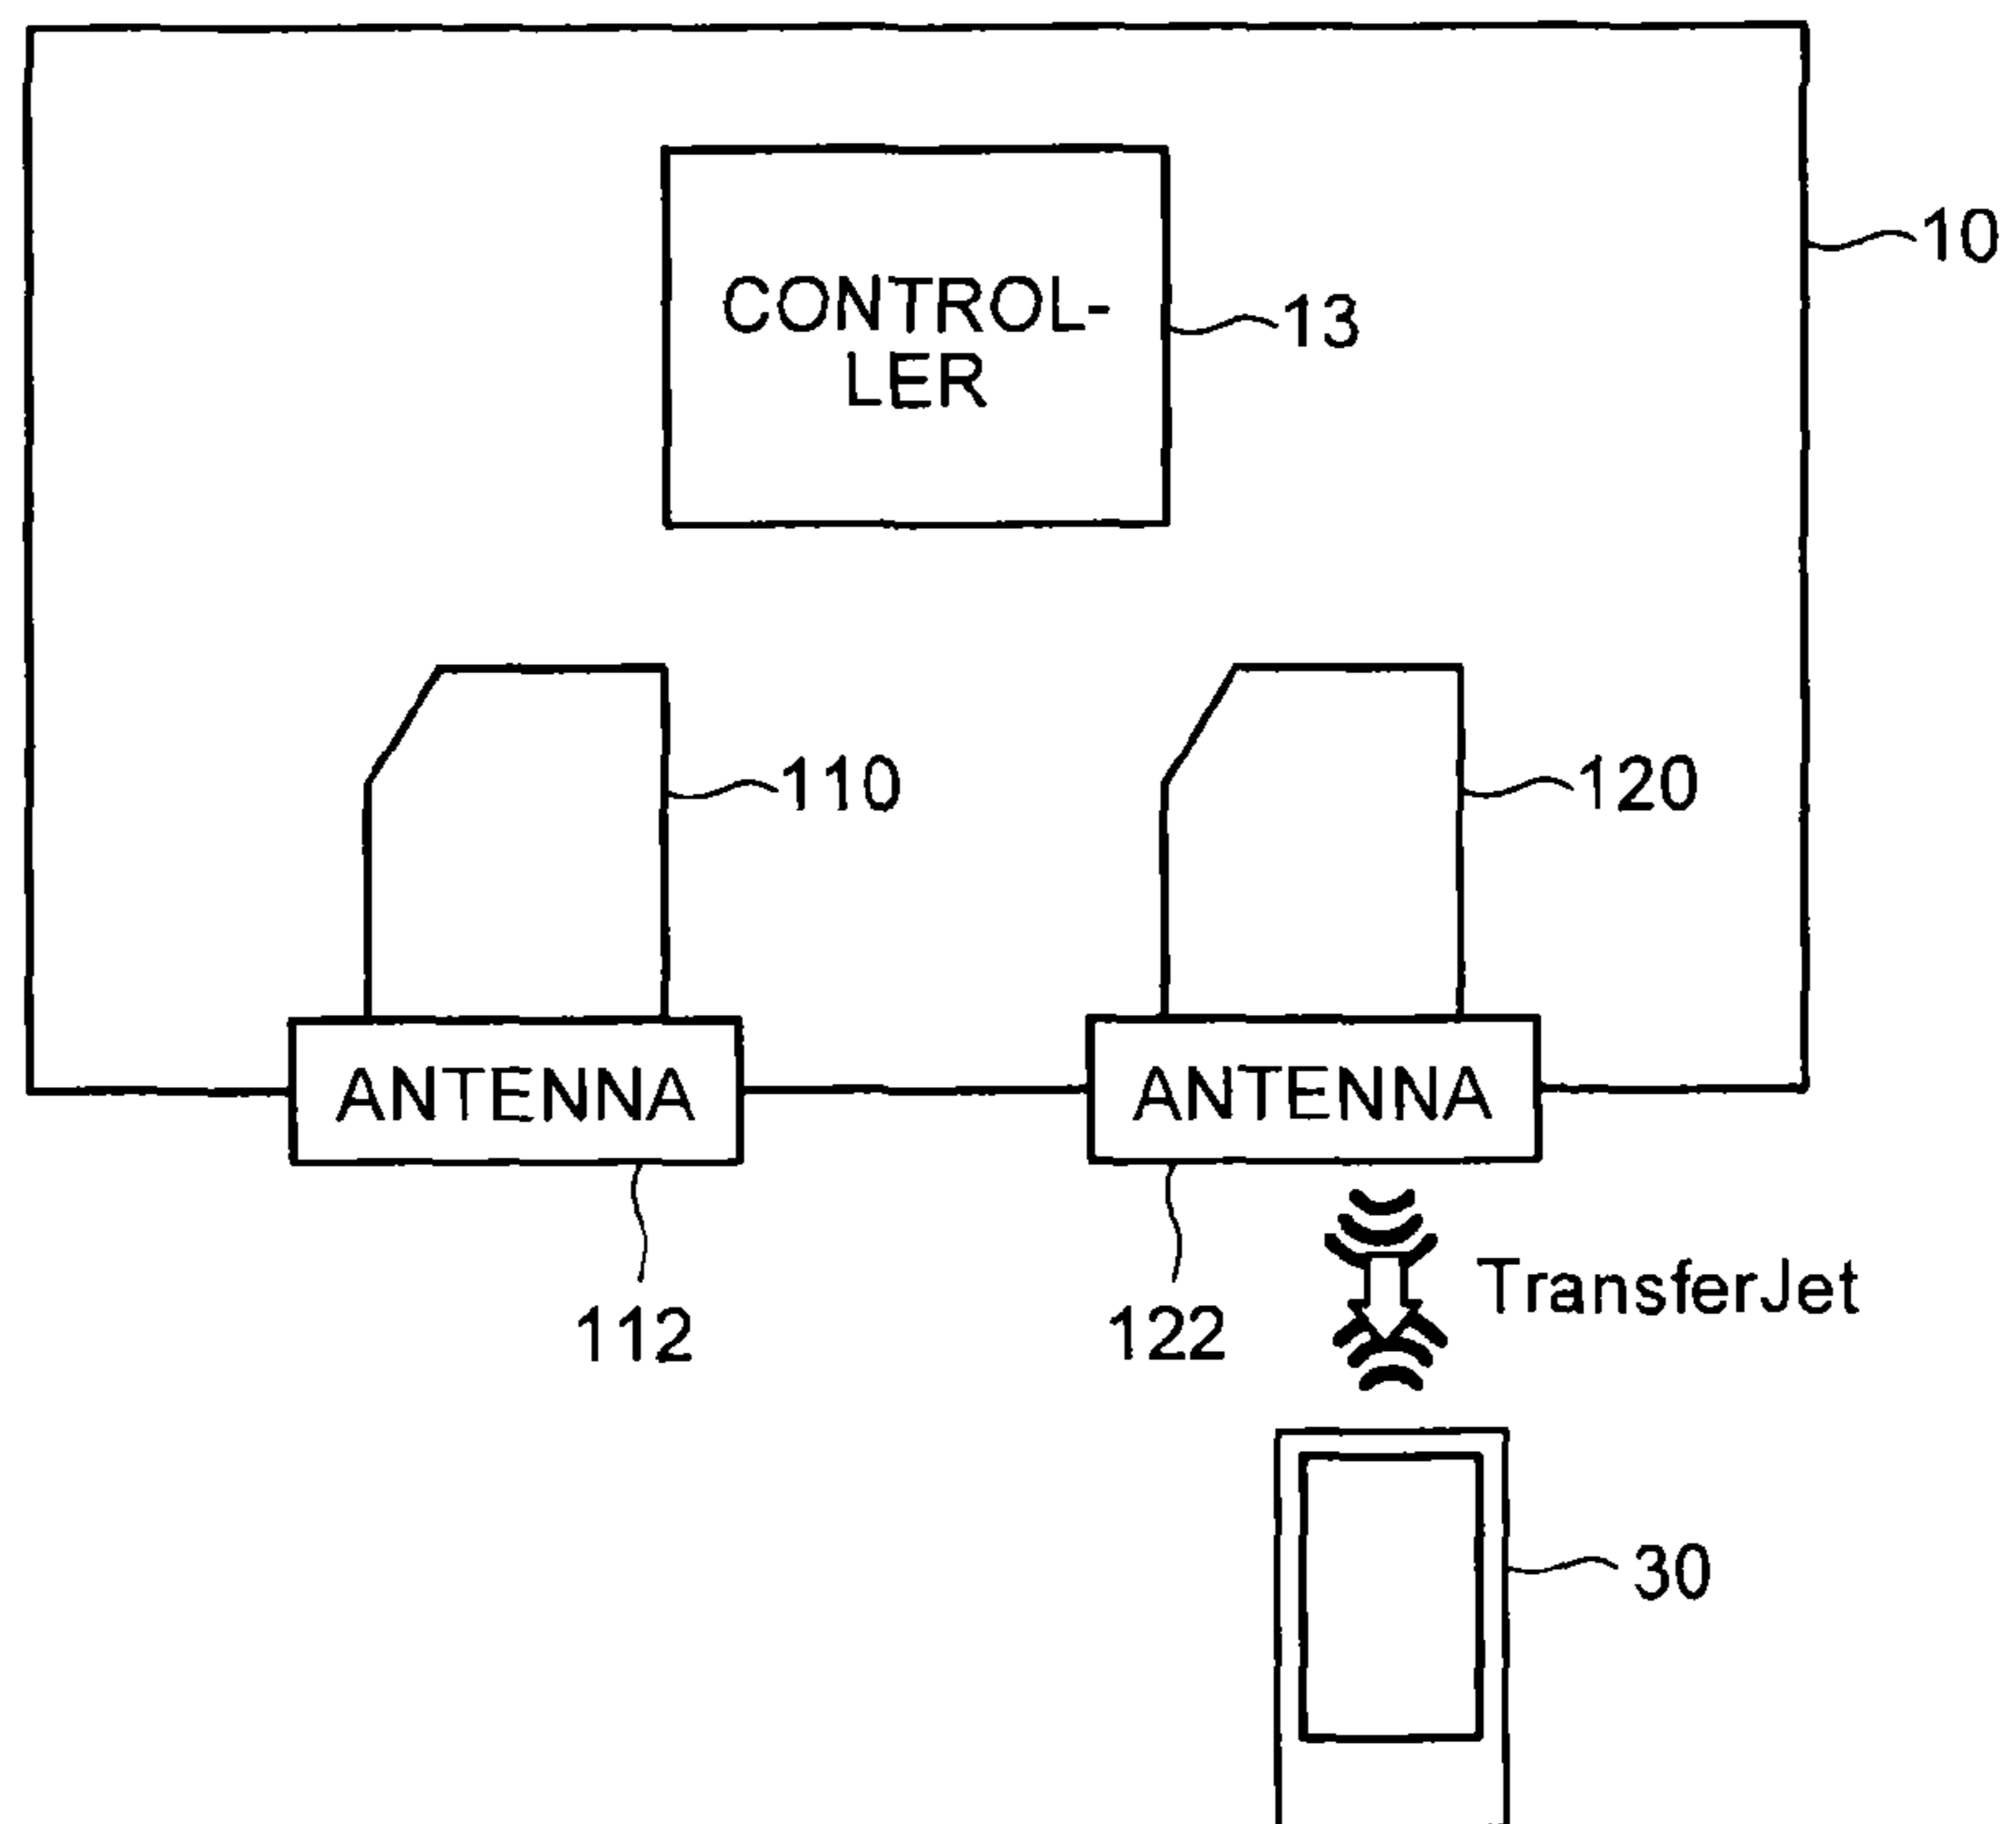 10
CONTROL-
LER
13
110
120
ANTENNA
ANTENNA
112
122
TransferJet
30